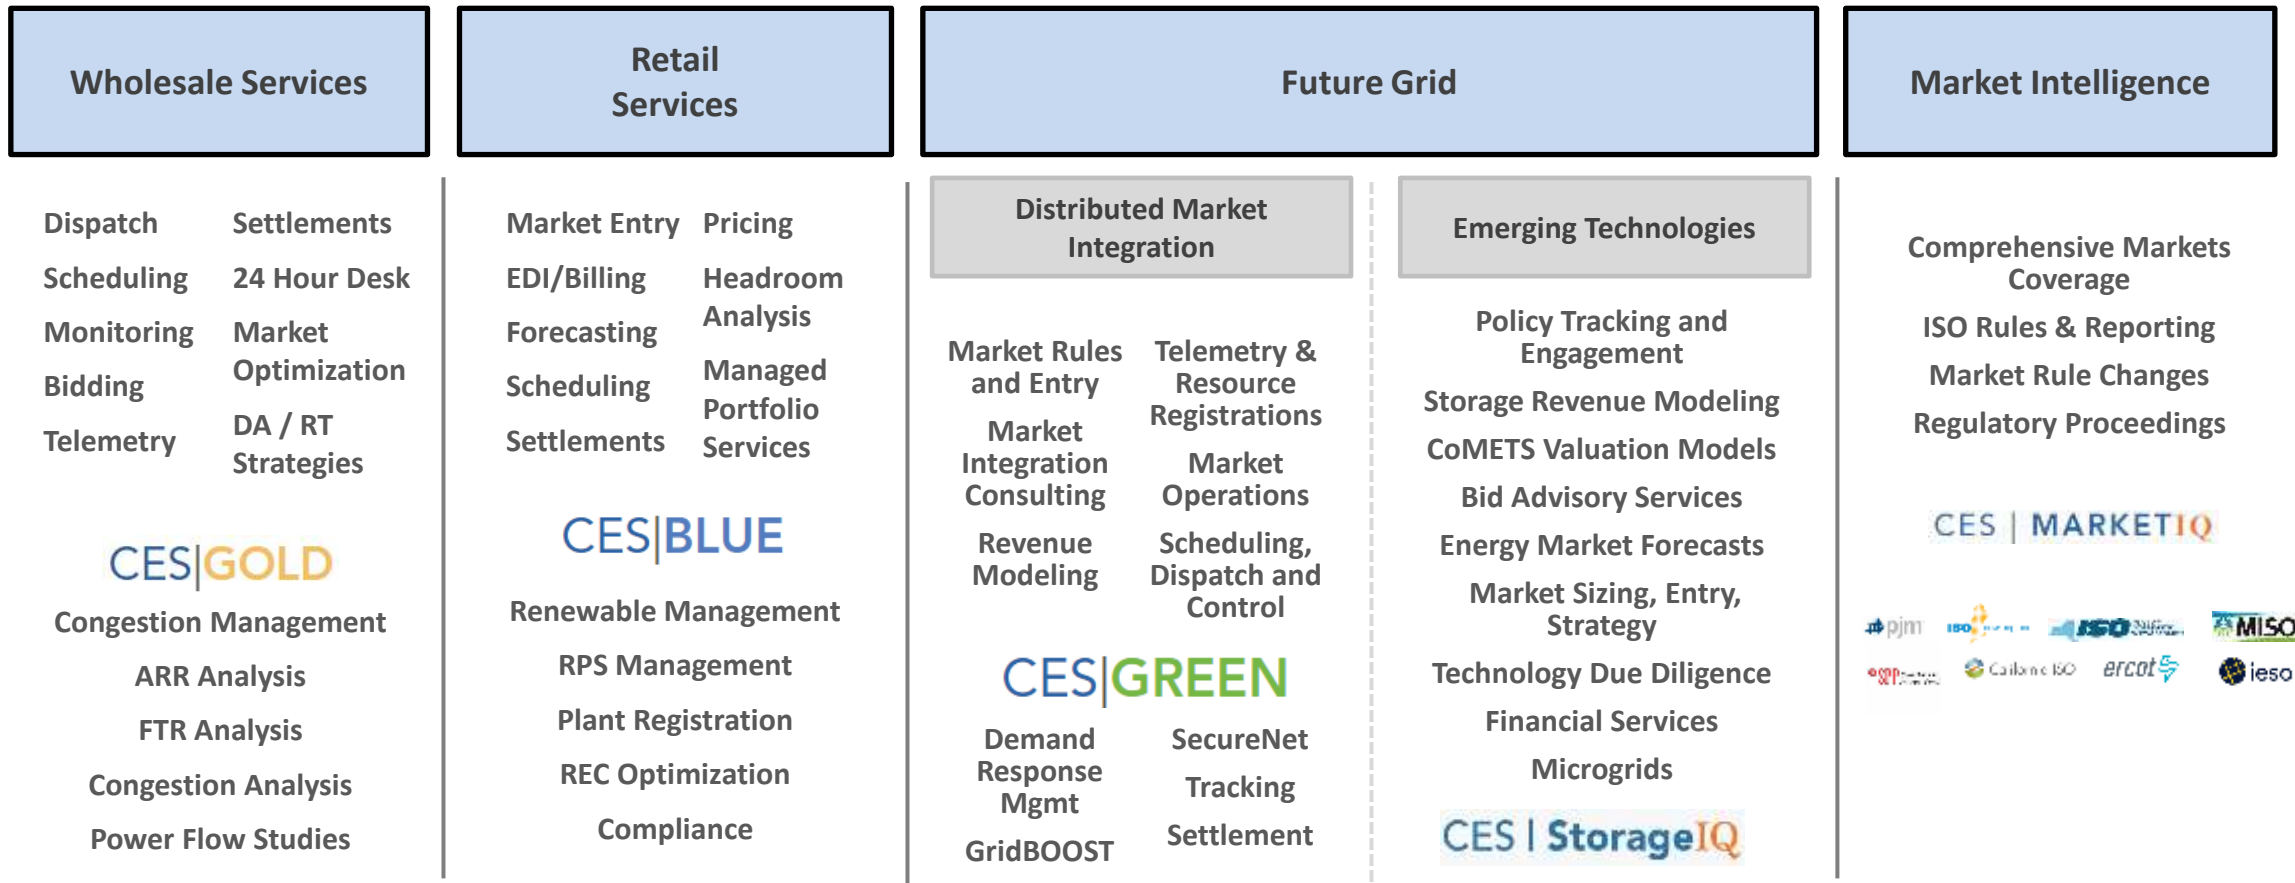 Wholesale Services
Retail
Services
Future Grid
Market Intelligence
Dispatch
Scheduling
Monitoring
Bidding
Telemetry
Settlements
24 Hour Desk
Market
Optimization
DA / RT
Strategies
CES|GOLD
Congestion Management
ARR Analysis
FTR Analysis
Congestion Analysis
Power Flow Studies
Market Entry
EDI/Billing
Forecasting
Scheduling
Settlements
Pricing
Headroom
Analysis
Managed
Portfolio
Services
CES|BLUE
Renewable Management
RPS Management
Plant Registration
REC Optimization
Compliance
Distributed Market
Integration
Market Rules
and Entry
Market
Integration
Consulting
Revenue
Modeling
Telemetry &
Resource
Registrations
Market
Operations
Scheduling,
Dispatch and
Control
CES|GREEN
Demand
Response
Mgmt
GridBOOST
SecureNet
Tracking
Settlement
Emerging Technologies
Policy Tracking and
Engagement
Storage Revenue Modeling
CoMETS Valuation Models
Bid Advisory Services
Energy Market Forecasts
Market Sizing, Entry,
Strategy
Technology Due Diligence
Financial Services
Microgrids
CES | StorageIQ
Comprehensive Markets
Coverage
ISO Rules & Reporting
Market Rule Changes
Regulatory Proceedings
CES | MARKETIQ
pjm
ISO
ISO
MISO
SPP
California ISO
ercot
ieso